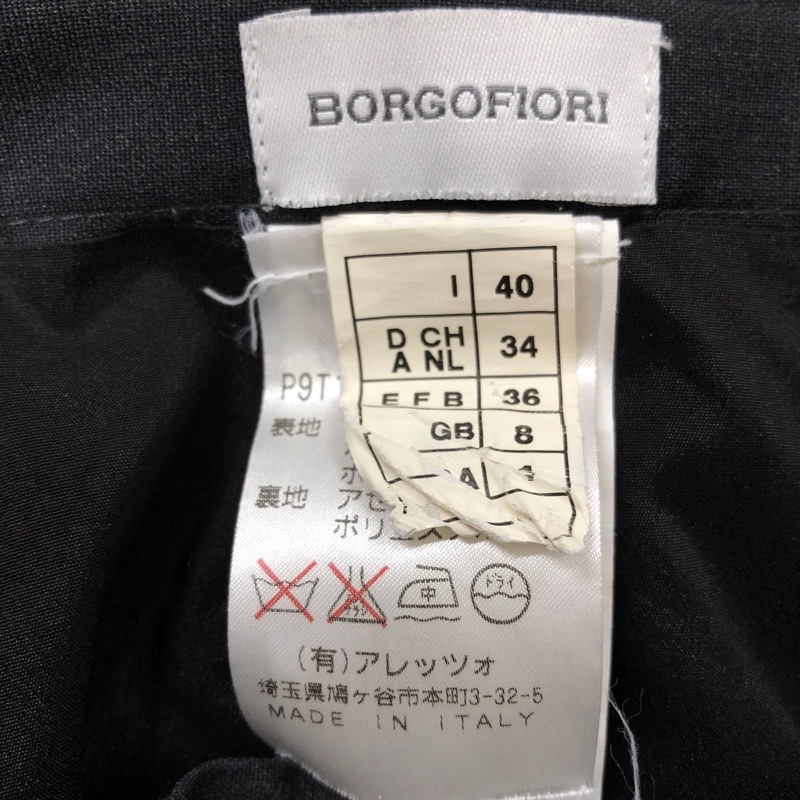 BORGOFIORI
I 40
D CH
A NL 34
E F B 36
GB 8
A 4
P9T
表地
裏地 アセ
ポリエステ
ドライ
中
(有)アレッツォ
埼玉県鳩ヶ谷市本町3-32-5
MADE IN ITALY